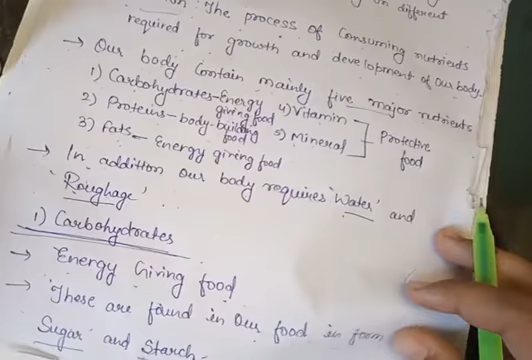 in different
The process of Consuming nutrients
required for growth and development of Our body.
→ Our body Contain mainly five major nutrients
1) Carbohydrates-Energy giving food 4) Vitamin
2) Proteins-body-building food 5) Mineral ] Protective food
3) Fats- Energy giving food
→ In addittion Our body requires 'Water' and
'Roughage'.
1) Carbohydrates
→ Energy Giving food
→ These are found in Our food in form
Sugar and Starch.